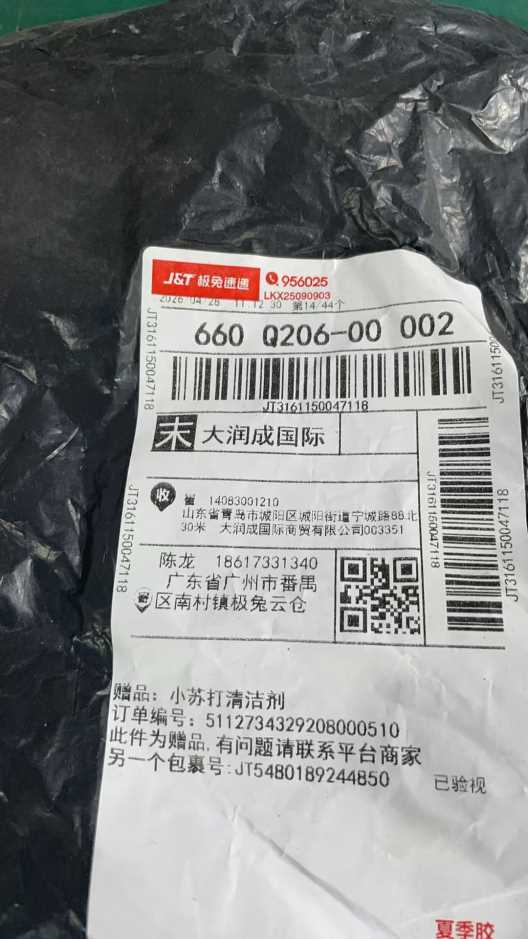 J&T 极兔速递 956025
LKX25090903
2026 04 28 11 12 30 第14/44个
660 Q206-00 002
JT3161150047118
末 大润成国际
收 14083001210
山东省青岛市城阳区城阳街道宁城路88北
30米 大润成国际商贸有限公司003351
陈龙 18617331340
广东省广州市番禺
区南村镇极兔云仓
JT3161150047118
JT3161150047118
JT3161150047118
JT3161150047118
赠品：小苏打清洁剂
订单编号：5112734329208000510
此件为赠品,有问题请联系平台商家
另一个包裹号:JT5480189244850
已验视
夏季胶